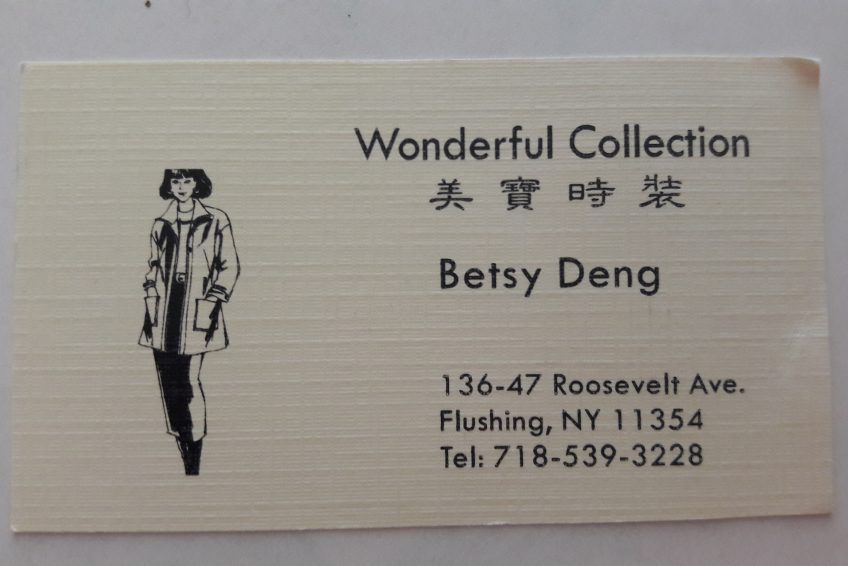 Wonderful Collection
美寶時裝
Betsy Deng
136-47 Roosevelt Ave.
Flushing, NY 11354
Tel: 718-539-3228